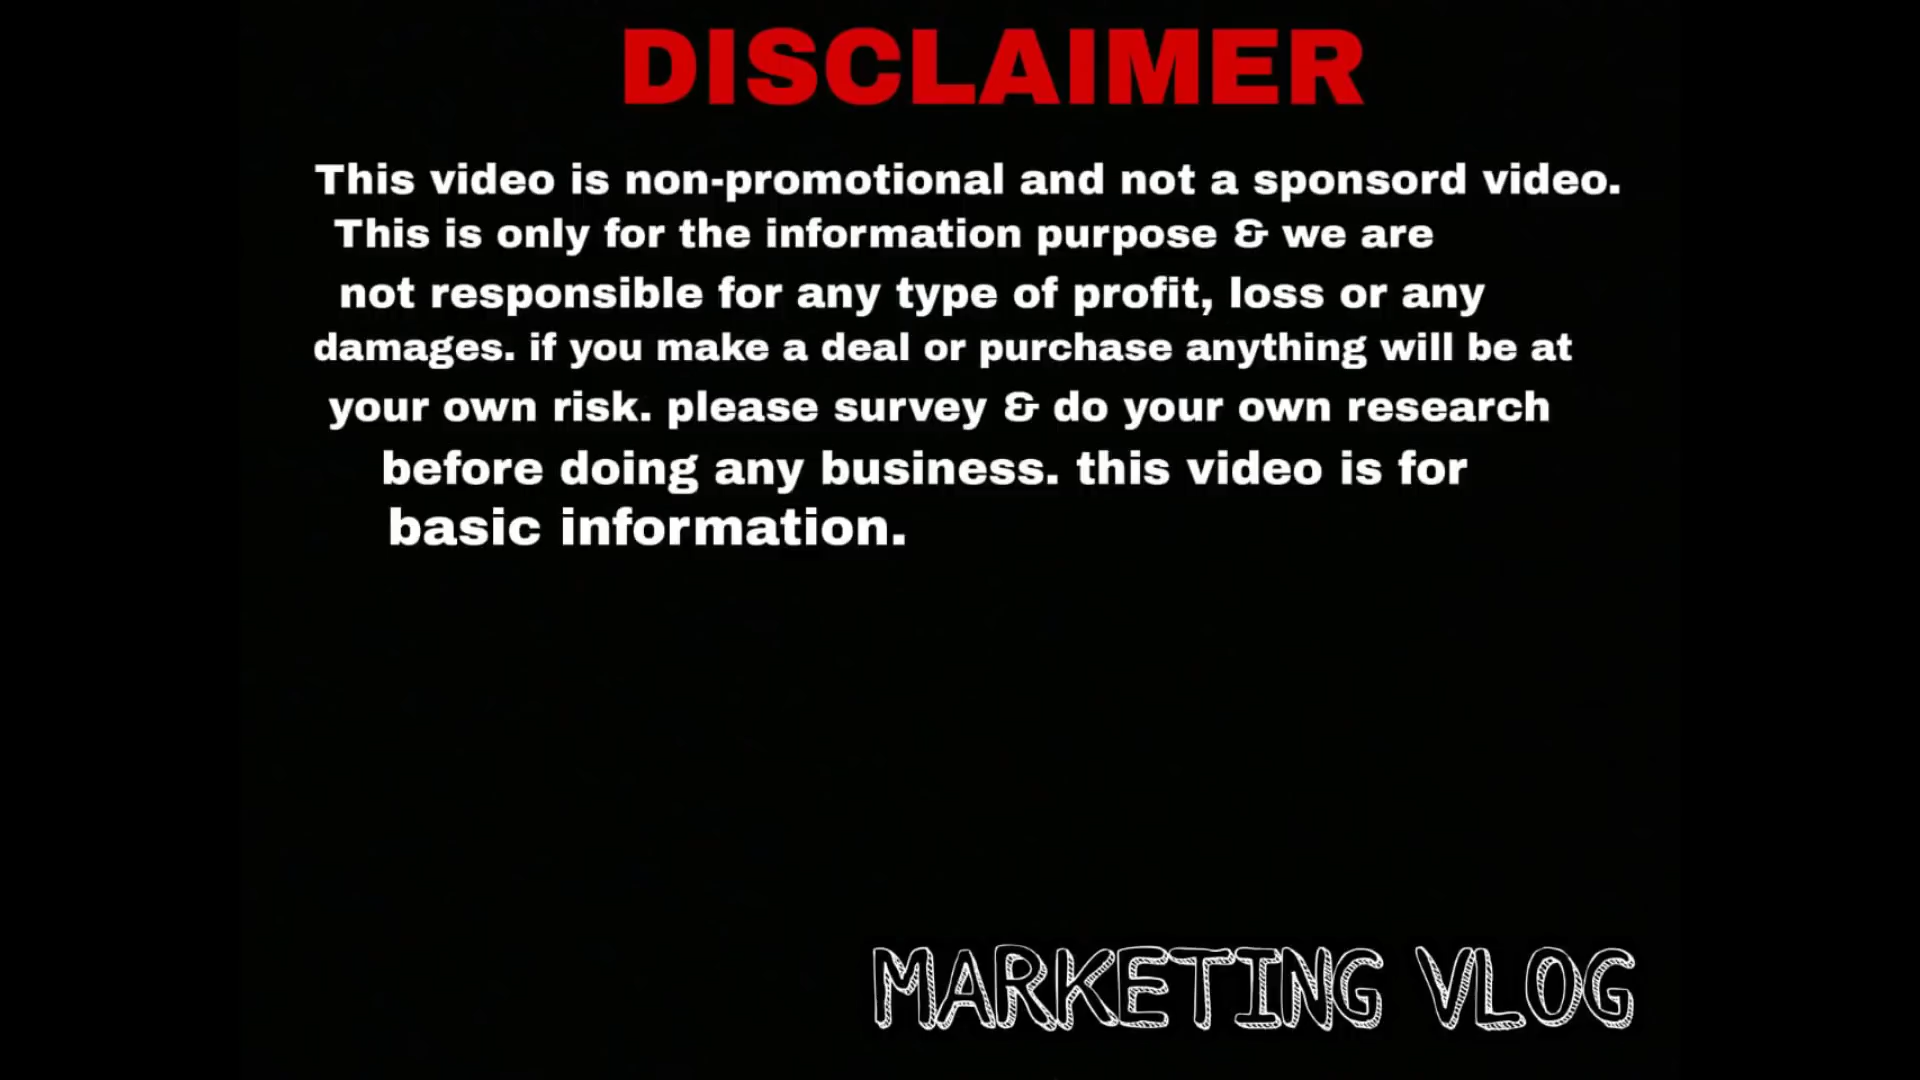 DISCLAIMER
This video is non-promotional and not a sponsord video.
This is only for the information purpose & we are
not responsible for any type of profit, loss or any
damages. if you make a deal or purchase anything will be at
your own risk. please survey & do your own research
before doing any business. this video is for
basic information.
MARKETING VLOG